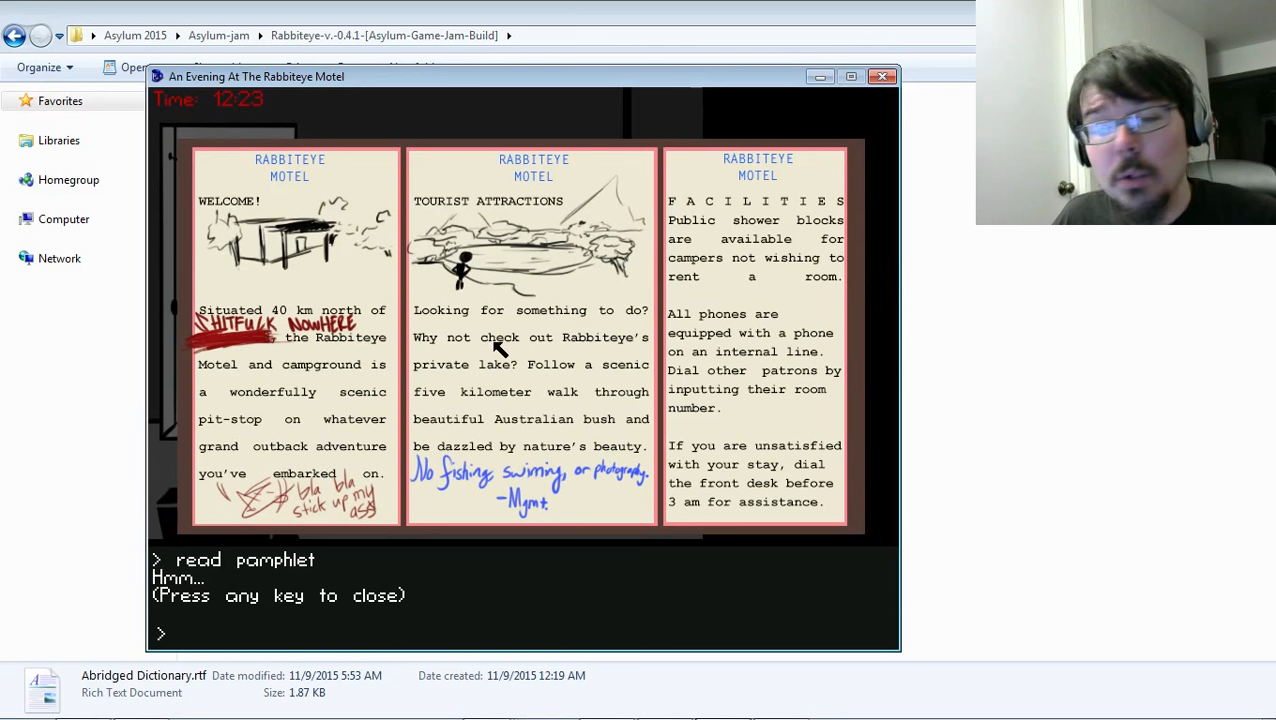 Asylum 2015
Asylum-jam
Rabbiteye-v.-0.4.1-[Asylum-Game-Jam-Build]
Organize
Open
Favorites
Libraries
Homegroup
Computer
Network
An Evening At The Rabbiteye Motel
Time: 12:23
RABBITEYE
MOTEL
WELCOME!
Situated 40 km north of
SHITFUCK NOWHERE
the Rabbiteye
Motel and campground is
a wonderfully scenic
pit-stop on whatever
grand outback adventure
you've embarked on.
bla bla
stick up my
ass
RABBITEYE
MOTEL
TOURIST ATTRACTIONS
Looking for something to do?
Why not check out Rabbiteye's
private lake? Follow a scenic
five kilometer walk through
beautiful Australian bush and
be dazzled by nature's beauty.
No fishing, swiming, or photography.
-Mgmt.
RABBITEYE
MOTEL
FACILITIES
Public shower blocks
are available for
campers not wishing to
rent a room.
All phones are
equipped with a phone
on an internal line.
Dial other patrons by
inputting their room
number.
If you are unsatisfied
with your stay, dial
the front desk before
3 am for assistance.
> read pamphlet
Hmm...
(Press any key to close)
>
Abridged Dictionary.rtf Date modified: 11/9/2015 5:53 AM Date created: 11/9/2015 12:19 AM
Rich Text Document Size: 1.87 KB